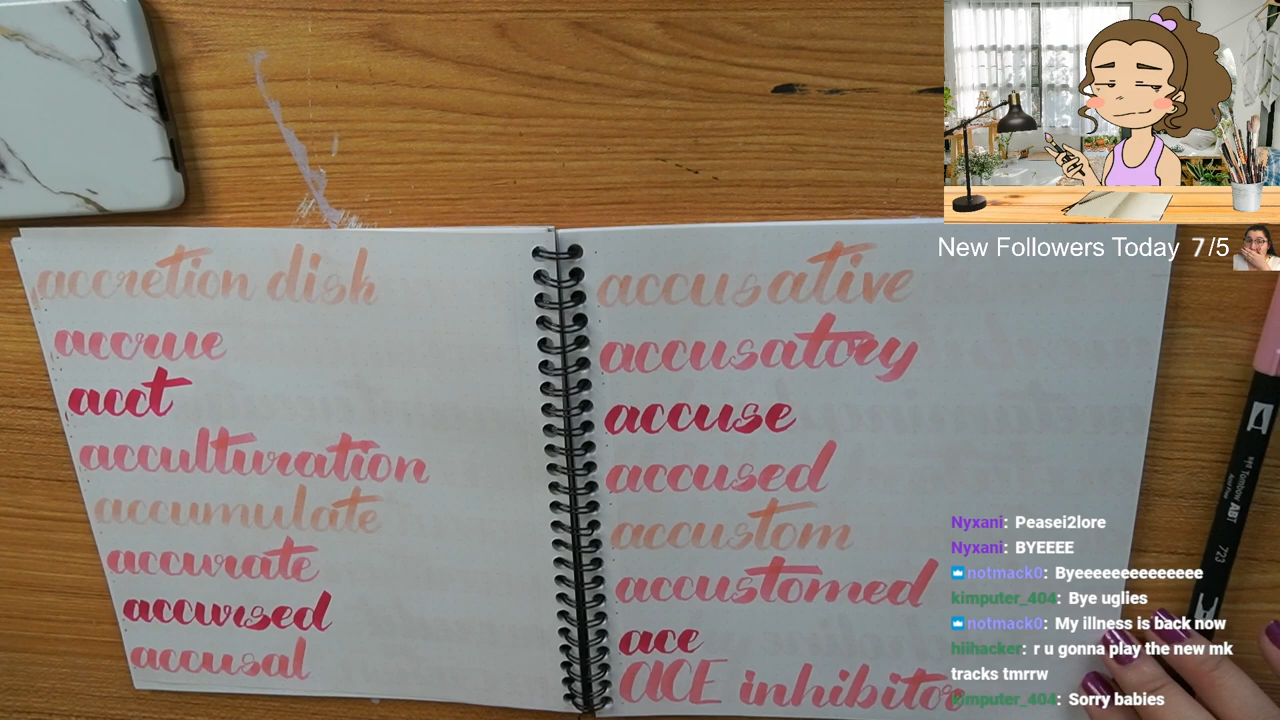 accretion disk
accrue
acct
acculturation
accumulate
accurate
accursed
accusal
accusative
accusatory
accuse
accused
accustom
accustomed
ace
ACE inhibitor
New Followers Today 7/5
Tombow ABT
723
Nyxani: Peasei2lore
Nyxani: BYEEEE
notmack0: Byeeeeeeeeeeeeee
kimputer_404: Bye uglies
notmack0: My illness is back now
hiihacker: r u gonna play the new mk
tracks tmrrw
kimputer_404: Sorry babies